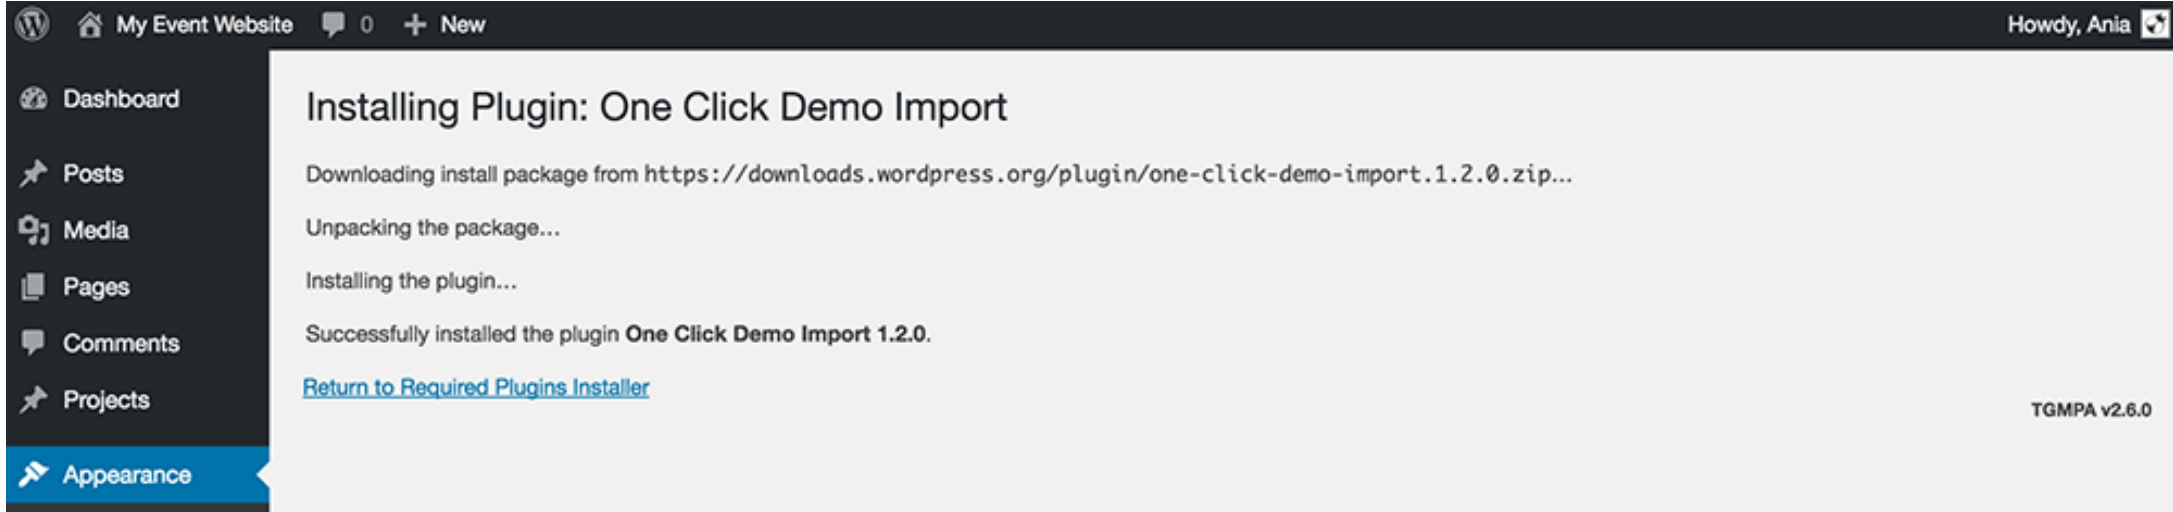 My Event Website 0 + New Howdy, Ania
Dashboard
Installing Plugin: One Click Demo Import
Posts
Downloading install package from https://downloads.wordpress.org/plugin/one-click-demo-import.1.2.0.zip...
Media
Unpacking the package...
Pages
Installing the plugin...
Comments
Successfully installed the plugin One Click Demo Import 1.2.0.
Projects
Return to Required Plugins Installer
TGMPA v2.6.0
Appearance